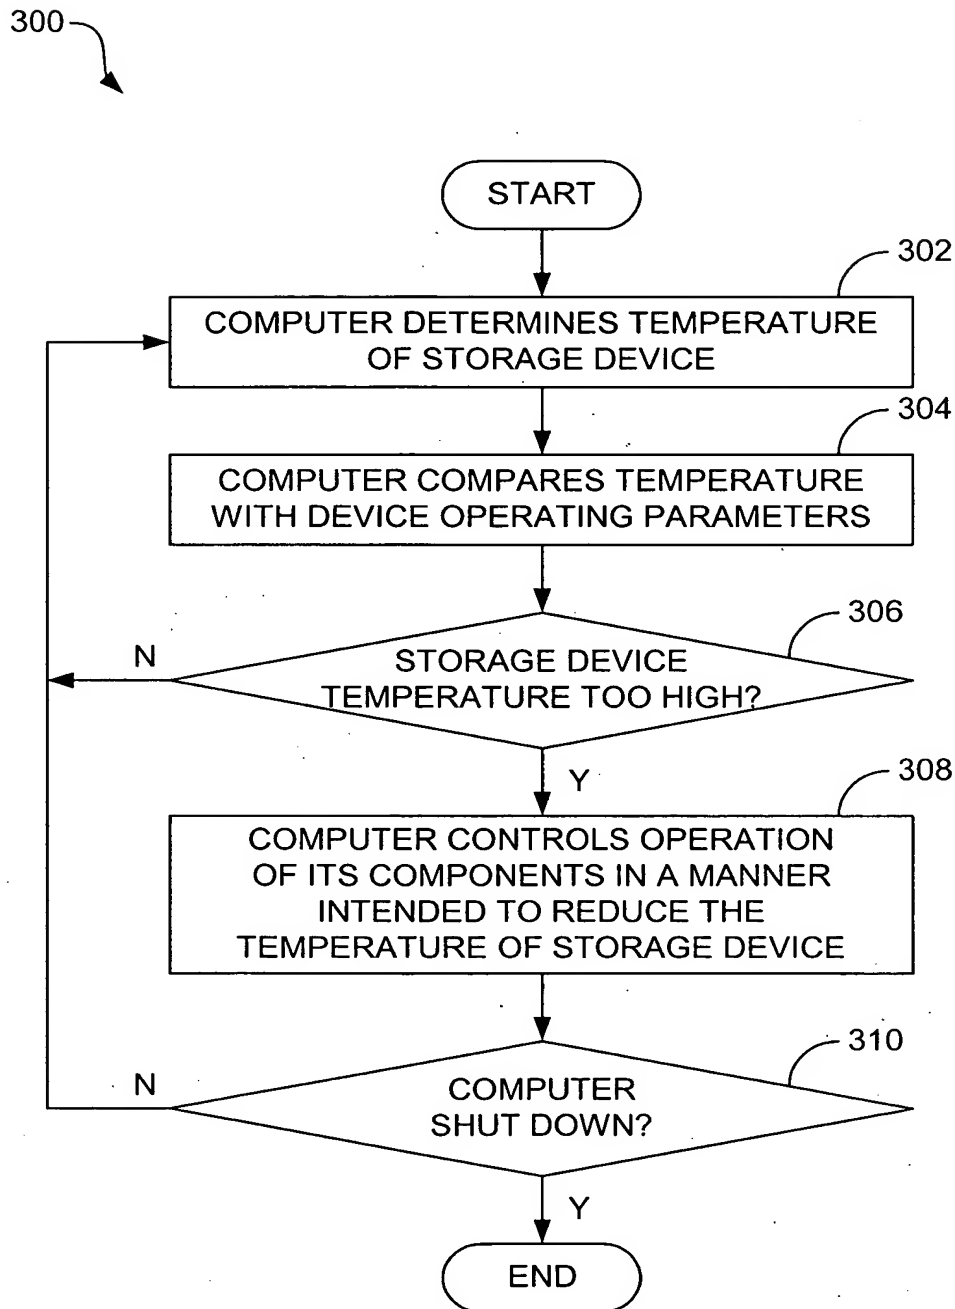 300
START
302
COMPUTER DETERMINES TEMPERATURE
OF STORAGE DEVICE
304
COMPUTER COMPARES TEMPERATURE
WITH DEVICE OPERATING PARAMETERS
306
N
STORAGE DEVICE
TEMPERATURE TOO HIGH?
Y
308
COMPUTER CONTROLS OPERATION
OF ITS COMPONENTS IN A MANNER
INTENDED TO REDUCE THE
TEMPERATURE OF STORAGE DEVICE
310
N
COMPUTER
SHUT DOWN?
Y
END